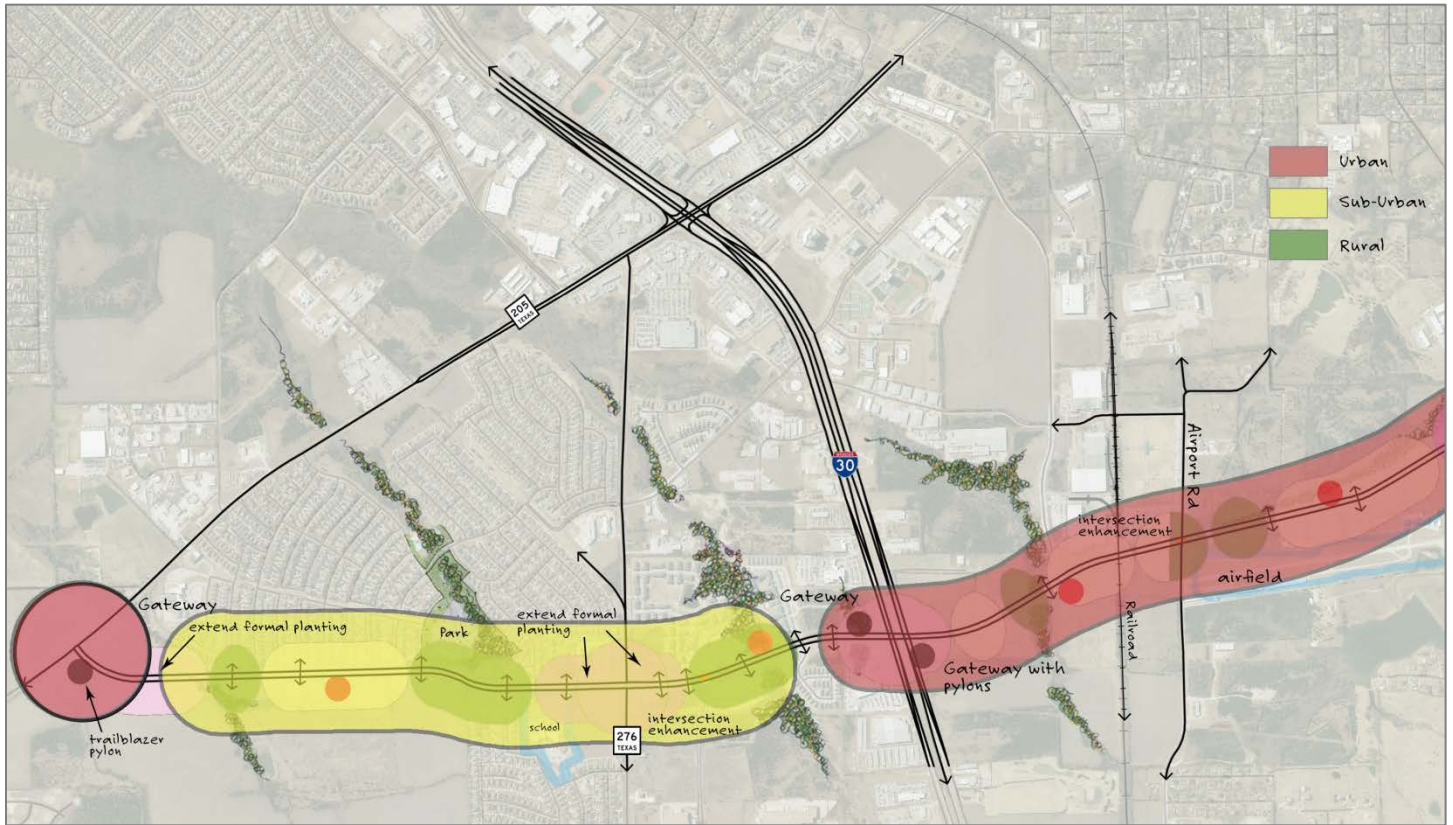 Urban
Sub-Urban
Rural
205
TEXAS
INTERSTATE
30
Airport Rd
intersection
enhancement
airfield
Railroad
Gateway
extend formal planting
Park
extend formal
planting
Gateway
Gateway with
pylons
school
intersection
enhancement
276
TEXAS
trailblazer
pylon